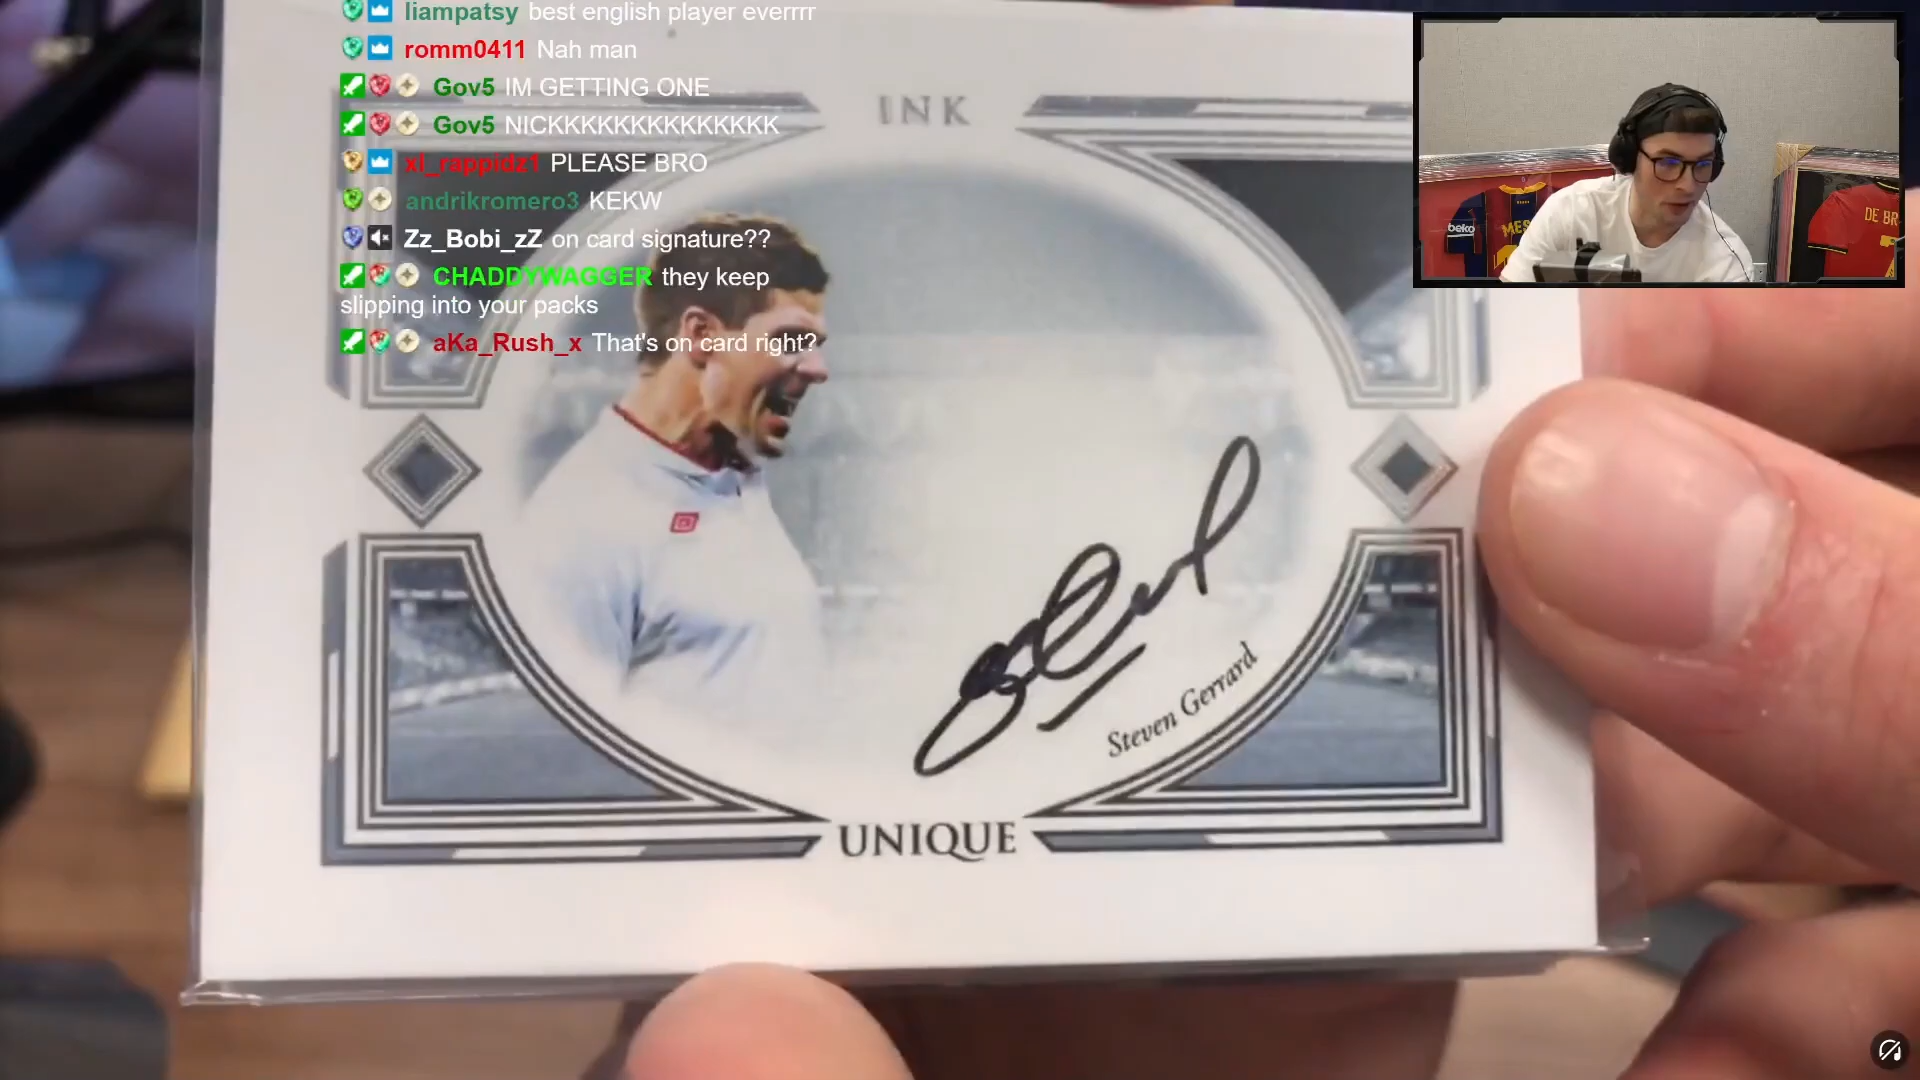 liampatsy best english player everrrr
romm0411 Nah man
Gov5 IM GETTING ONE
Gov5 NICKKKKKKKKKKKKKK
xl_rappidz1 PLEASE BRO
andrikromero3 KEKW
Zz_Bobi_zZ on card signature??
CHADDYWAGGER they keep
slipping into your packs
aKa_Rush_x That's on card right?
INK
beko
MES
DE BR
Steven Gerrard
UNIQUE